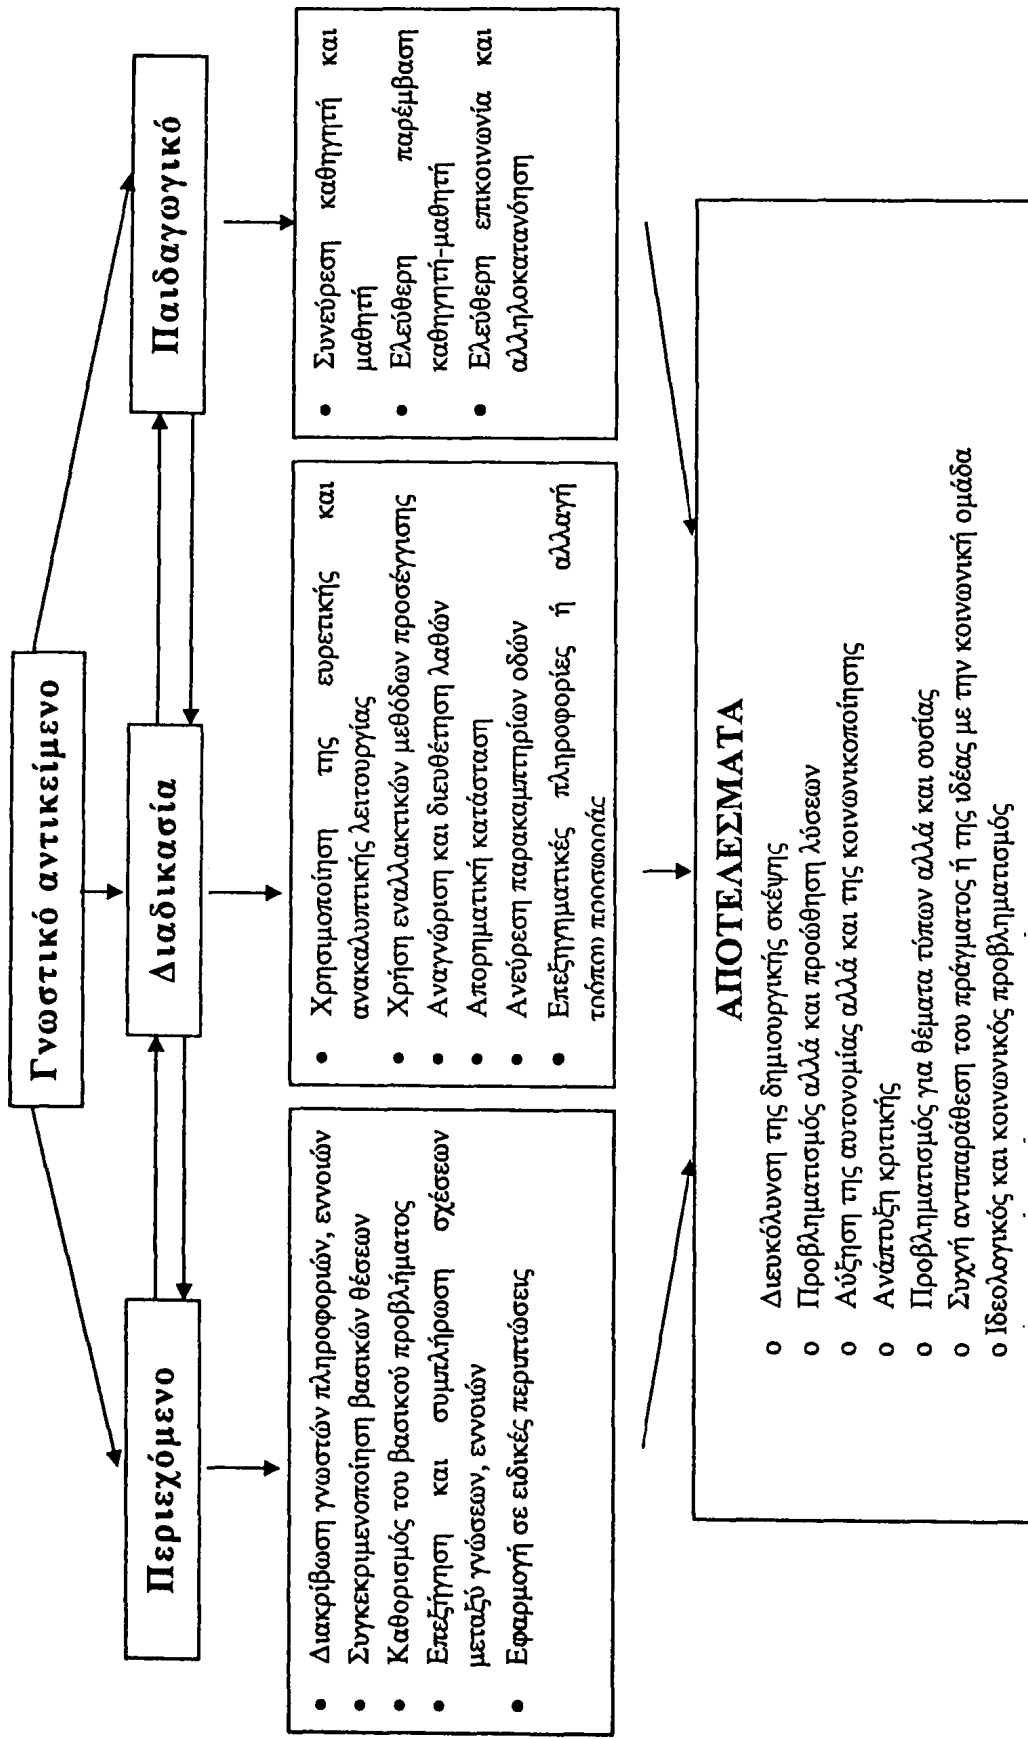 Γνωστικό αντικείμενο
Περιεχόμενο
Διαδικασία
Παιδαγωγικό
• Διακρίβωση γνωστών πληροφοριών, εννοιών
• Συγκεκριμενοποίηση βασικών θέσεων
• Καθορισμός του βασικού προβλήματος
• Επεξήγηση και συμπλήρωση σχέσεων
μεταξύ γνώσεων, εννοιών
• Εφαρμογή σε ειδικές περιπτώσεις
• Χρησιμοποίηση της ευρετικής και
ανακαλυπτικής λειτουργίας
• Χρήση εναλλακτικών μεθόδων προσέγγισης
• Αναγνώριση και διευθέτηση λαθών
• Απορηματική κατάσταση
• Ανεύρεση παρακαμπτηρίων οδών
• Επεξηγηματικές πληροφορίες ή αλλαγή
τρόπου προσφοράς
• Συνεύρεση καθηγητή και
μαθητή
• Ελεύθερη παρέμβαση
καθηγητή-μαθητή
• Ελεύθερη επικοινωνία και
αλληλοκατανόηση
ΑΠΟΤΕΛΕΣΜΑΤΑ
o Διευκόλυνση της δημιουργικής σκέψης
o Προβληματισμός αλλά και προώθηση λύσεων
o Αύξηση της αυτονομίας αλλά και της κοινωνικοποίησης
o Ανάπτυξη κριτικής
o Προβληματισμός για θέματα τύπων αλλά και ουσίας
o Συχνή αντιπαράθεση του πράγματος ή της ιδέας με την κοινωνική ομάδα
o Ιδεολογικός και κοινωνικός προβληματισμός